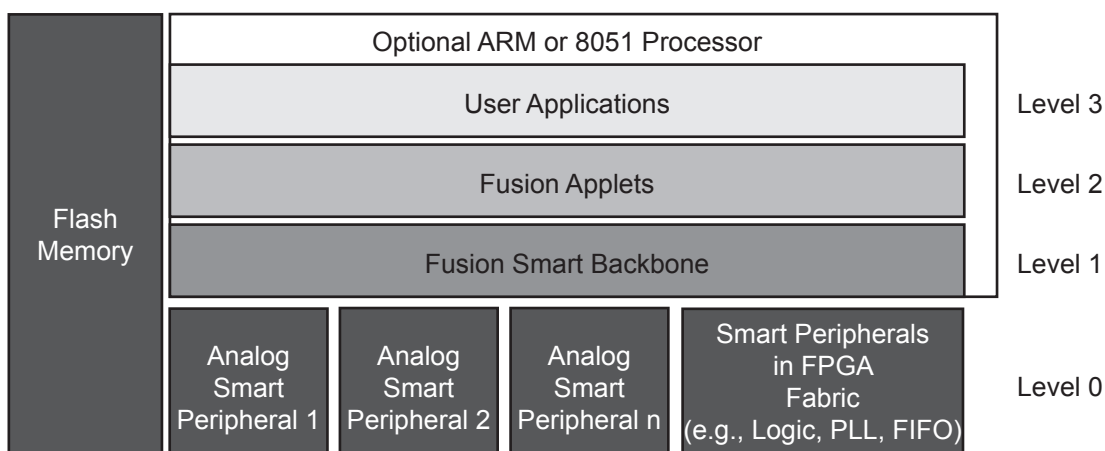 Optional ARM or 8051 Processor
User Applications
Level 3
Fusion Applets
Level 2
Flash
Memory
Fusion Smart Backbone
Level 1
Analog
Smart
Peripheral 1
Analog
Smart
Peripheral 2
Analog
Smart
Peripheral n
Smart Peripherals
in FPGA
Fabric
(e.g., Logic, PLL, FIFO)
Level 0